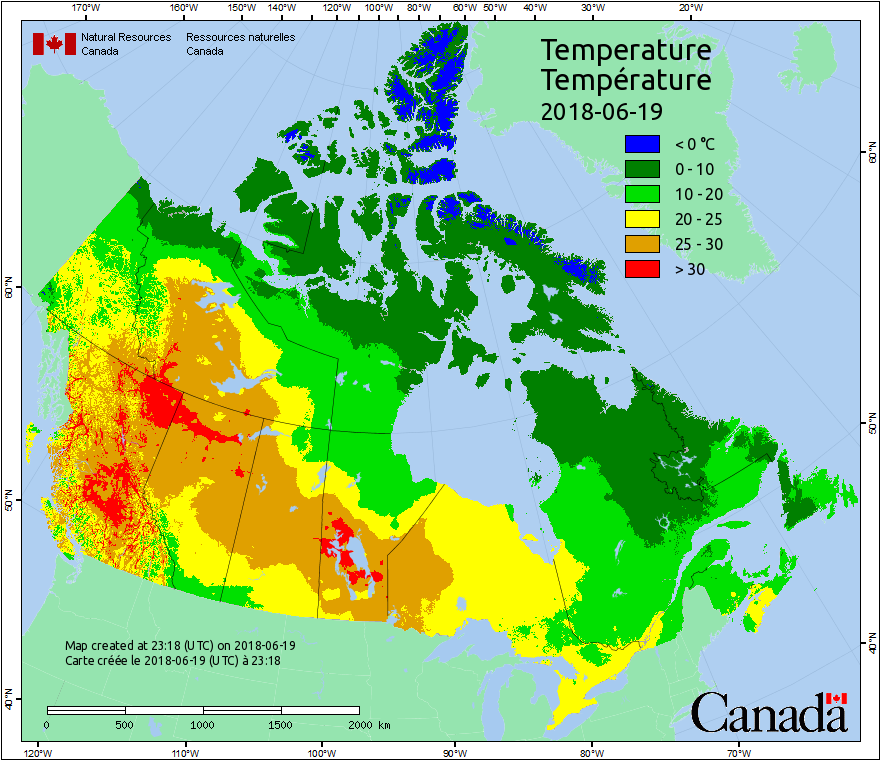 170°W 160°W 150°W 140°W 120°W 110°W 100°W 80°W 60°W 50°W 40°W 30°W 20°W
Natural Resources
Canada
Ressources naturelles
Canada
Temperature
Température
2018-06-19
< 0 °C
0 - 10
10 - 20
20 - 25
25 - 30
> 30
60°N
50°N
40°N
60°N
50°N
40°N
Map created at 23:18 (UTC) on 2018-06-19
Carte créée le 2018-06-19 (UTC) à 23:18
0 500 1000 1500 2000 km
Canada
120°W 110°W 100°W 90°W 80°W 70°W